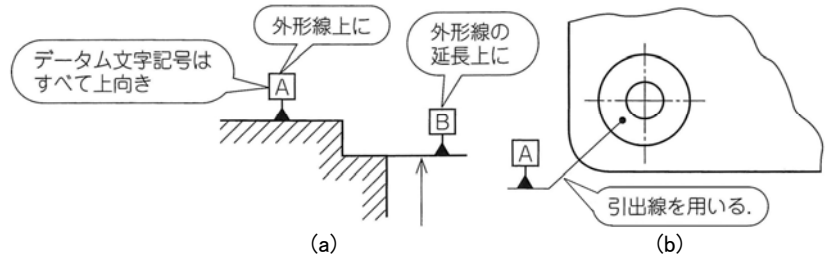 外形線上に
データム文字記号は
すべて上向き
A
外形線の
延長上に
B
A
引出線を用いる.
(a)
(b)